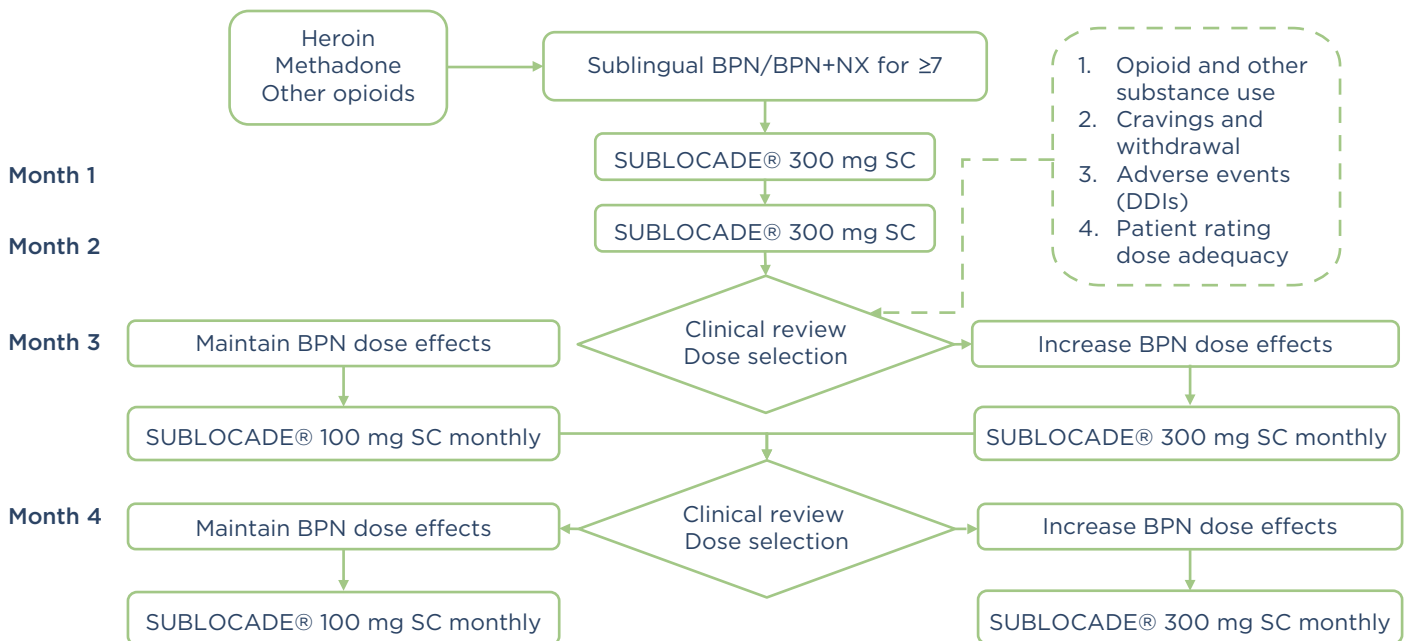 Heroin
Methadone
Other opioids
Sublingual BPN/BPN+NX for ≥7
1. Opioid and other
substance use
2. Cravings and
withdrawal
3. Adverse events
(DDIs)
4. Patient rating
dose adequacy
Month 1
SUBLOCADE® 300 mg SC
Month 2
SUBLOCADE® 300 mg SC
Month 3
Maintain BPN dose effects
Clinical review
Dose selection
Increase BPN dose effects
SUBLOCADE® 100 mg SC monthly
SUBLOCADE® 300 mg SC monthly
Month 4
Maintain BPN dose effects
Clinical review
Dose selection
Increase BPN dose effects
SUBLOCADE® 100 mg SC monthly
SUBLOCADE® 300 mg SC monthly